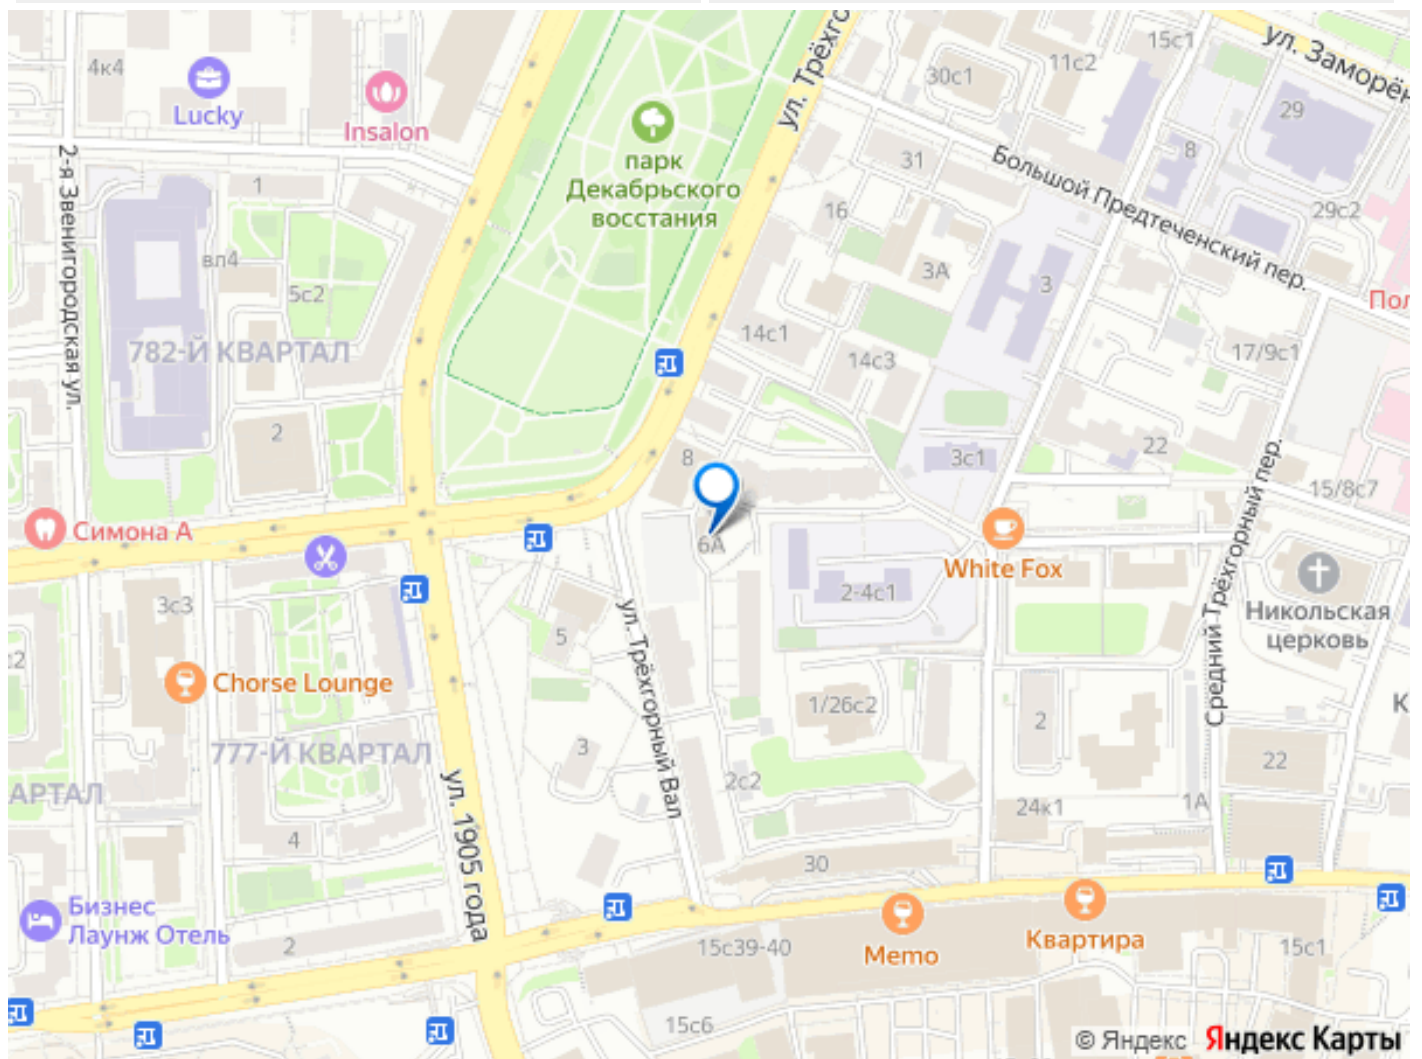 4к4
Lucky
Insalon
ул. Трёхго
30с1
11с2
15с1
ул. Заморён
29
8
31
Большой Предтеченский пер.
29с2
парк
Декабрьского
восстания
16
3А
3
2-я Звенигородская ул.
1
вл4
5с2
782-Й КВАРТАЛ
14с1
14с3
17/9с1
Пол
2
8
3с1
22
15/8с7
Симона А
6А
White Fox
2-4с1
Никольская
церковь
Средний Трёхгорный пер.
3с3
с2
5
ул. Трёхгорный Вал
Chorse Lounge
777-Й КВАРТАЛ
3
1/26с2
2
К
22
АРТАЛ
2с2
24к1
1А
4
ул. 1905 года
30
Бизнес
Лаунж Отель
2
15с39-40
Memo
Квартира
15с1
15с6
© Яндекс Яндекс Карты